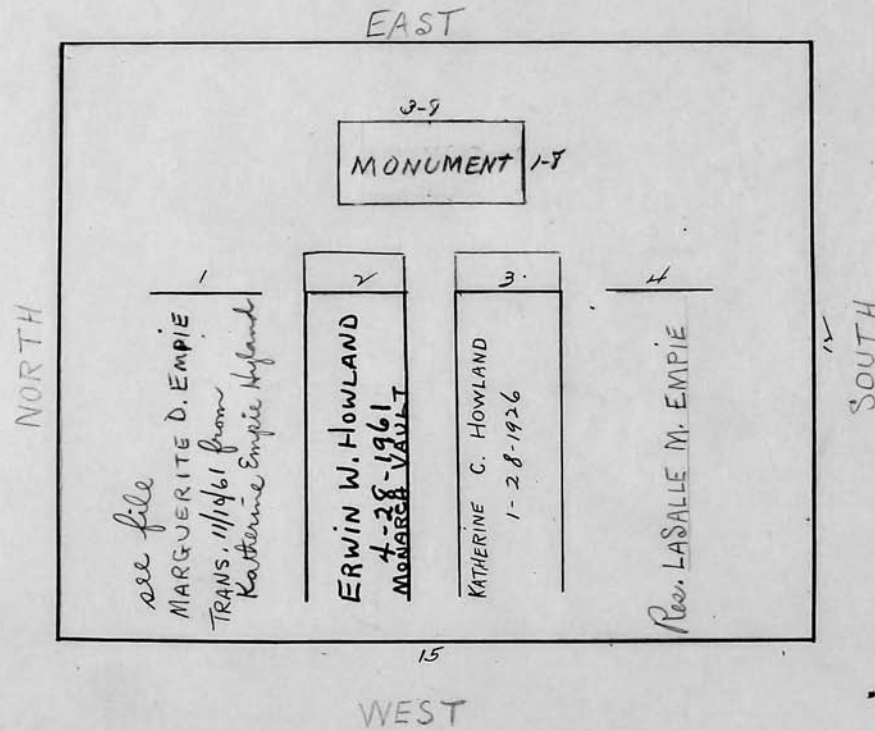 EAST
3-9
MONUMENT
1-8
NORTH
SOUTH
1
see file
MARGUERITE D. EMPIE
TRANS. 11/14/61 from
Katherine Empie Hyland
2
ERWIN W. HOWLAND
4-28-1961
MONARCH VAULT
3.
KATHERINE C. HOWLAND
1-28-1926
4
Res. LASALLE M. EMPIE
12
15
WEST